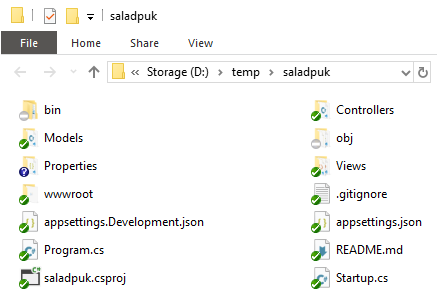 saladpuk
File Home Share View
« Storage (D:) › temp › saladpuk
bin Controllers
Models obj
Properties Views
wwwroot .gitignore
appsettings.Development.json appsettings.json
Program.cs README.md
C# saladpuk.csproj Startup.cs